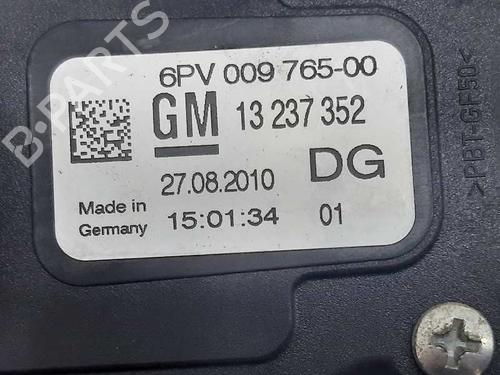 6PV 009 765-00
GM 13 237 352
27.08.2010 DG
Made in Germany 15:01:34 01
>PBT-GF50<
B-PARTS